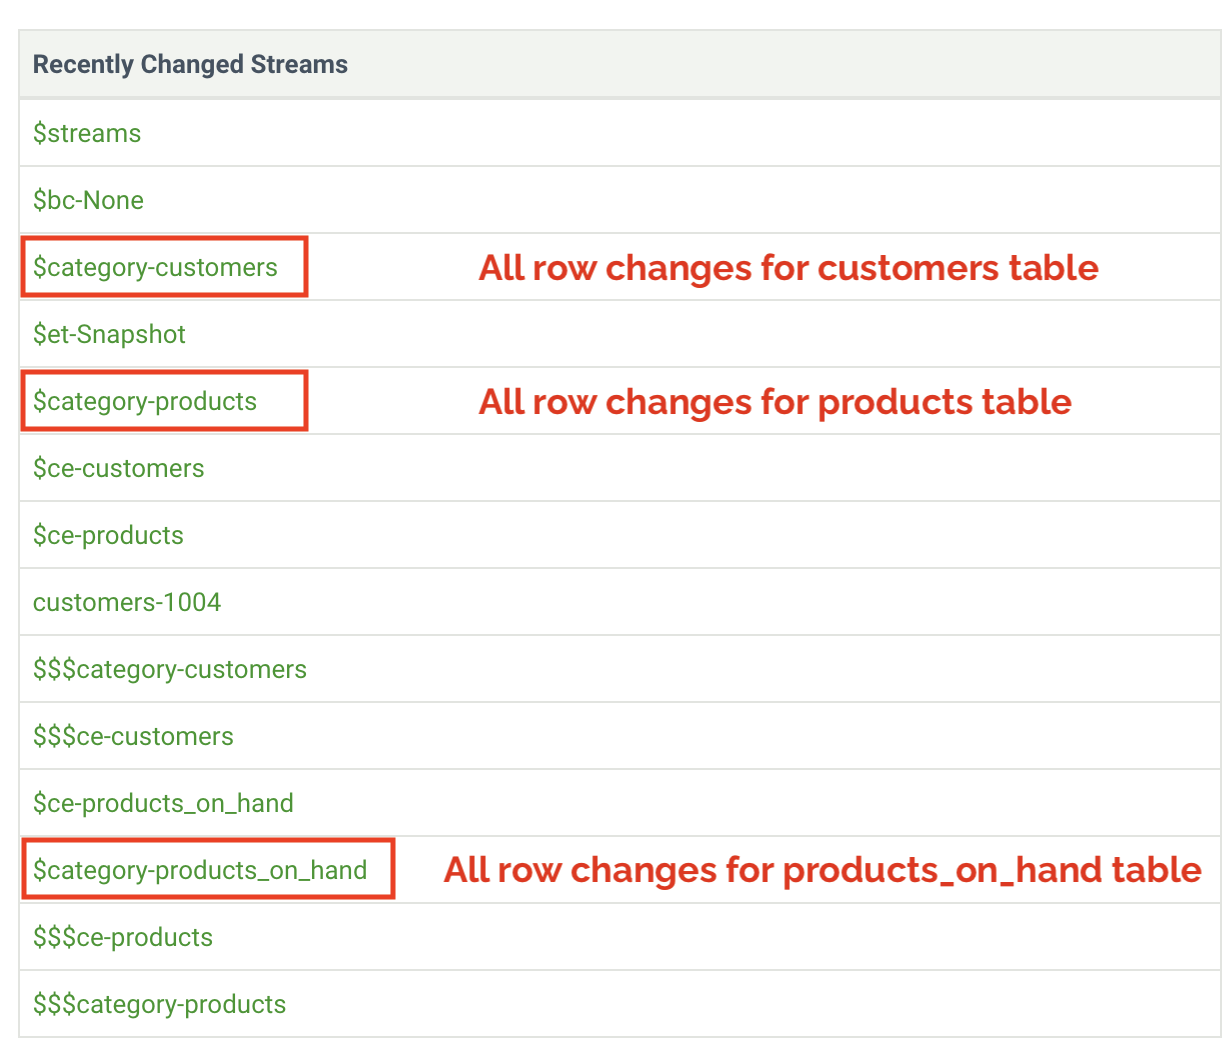 Recently Changed Streams
$streams
$bc-None
$category-customers All row changes for customers table
$et-Snapshot
$category-products All row changes for products table
$ce-customers
$ce-products
customers-1004
$$$category-customers
$$$ce-customers
$ce-products_on_hand
$category-products_on_hand All row changes for products_on_hand table
$$$ce-products
$$$category-products